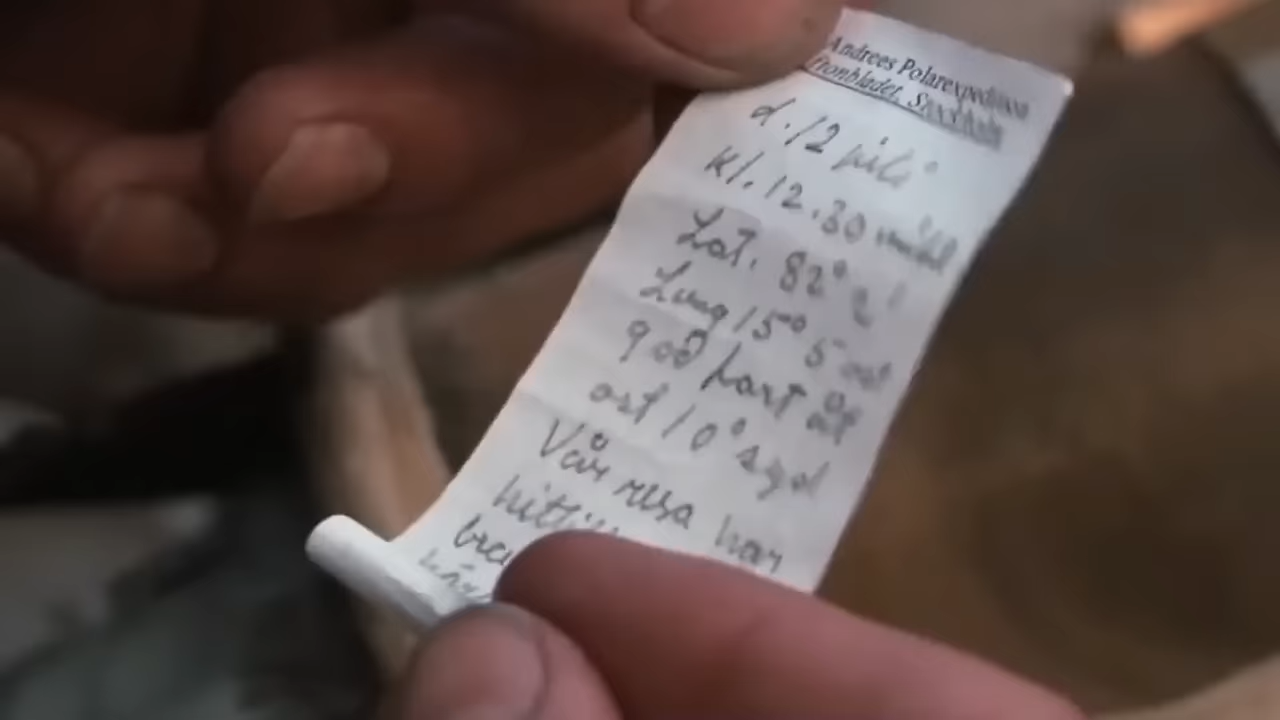 Andrees Polarexpedition
Aftonbladet, Stockholm
d. 12 juli
Kl. 12.30 midd
Lat. 82° 2'
Long 15° 5' ost
god fart åt
ost 10° syd
Vår resa har
hittills